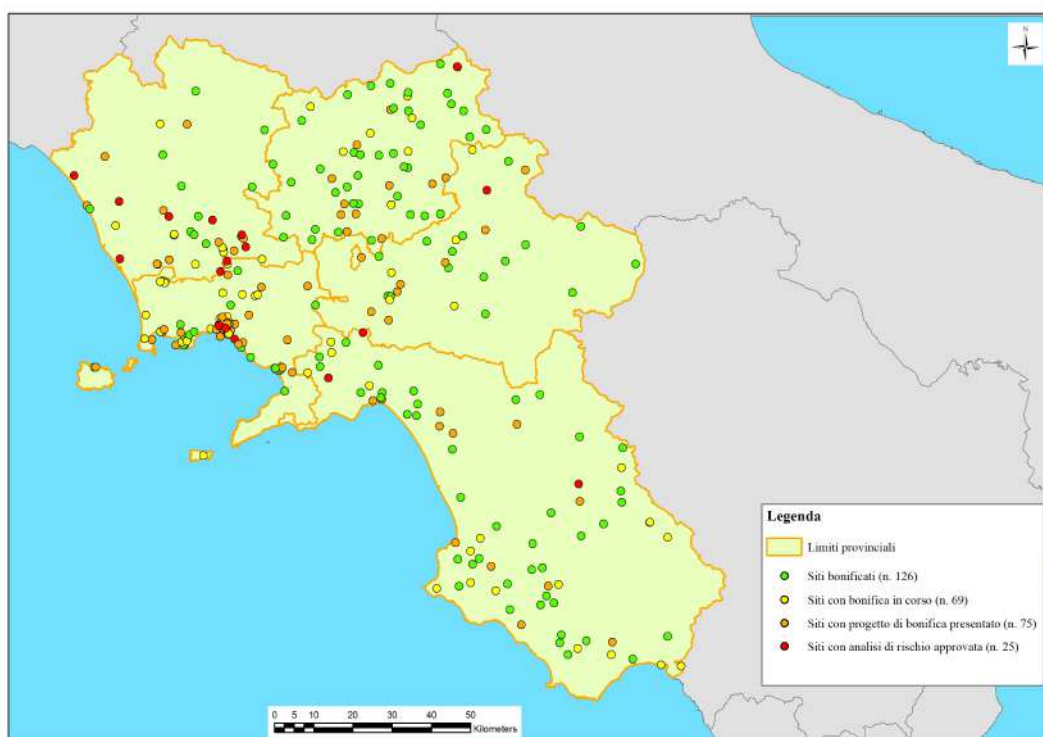 N
Legenda
Limiti provinciali
Siti bonificati (n. 126)
Siti con bonifica in corso (n. 69)
Siti con progetto di bonifica presentato (n. 75)
Siti con analisi di rischio approvata (n. 25)
0 5 10 20 30 40 50
Kilometers